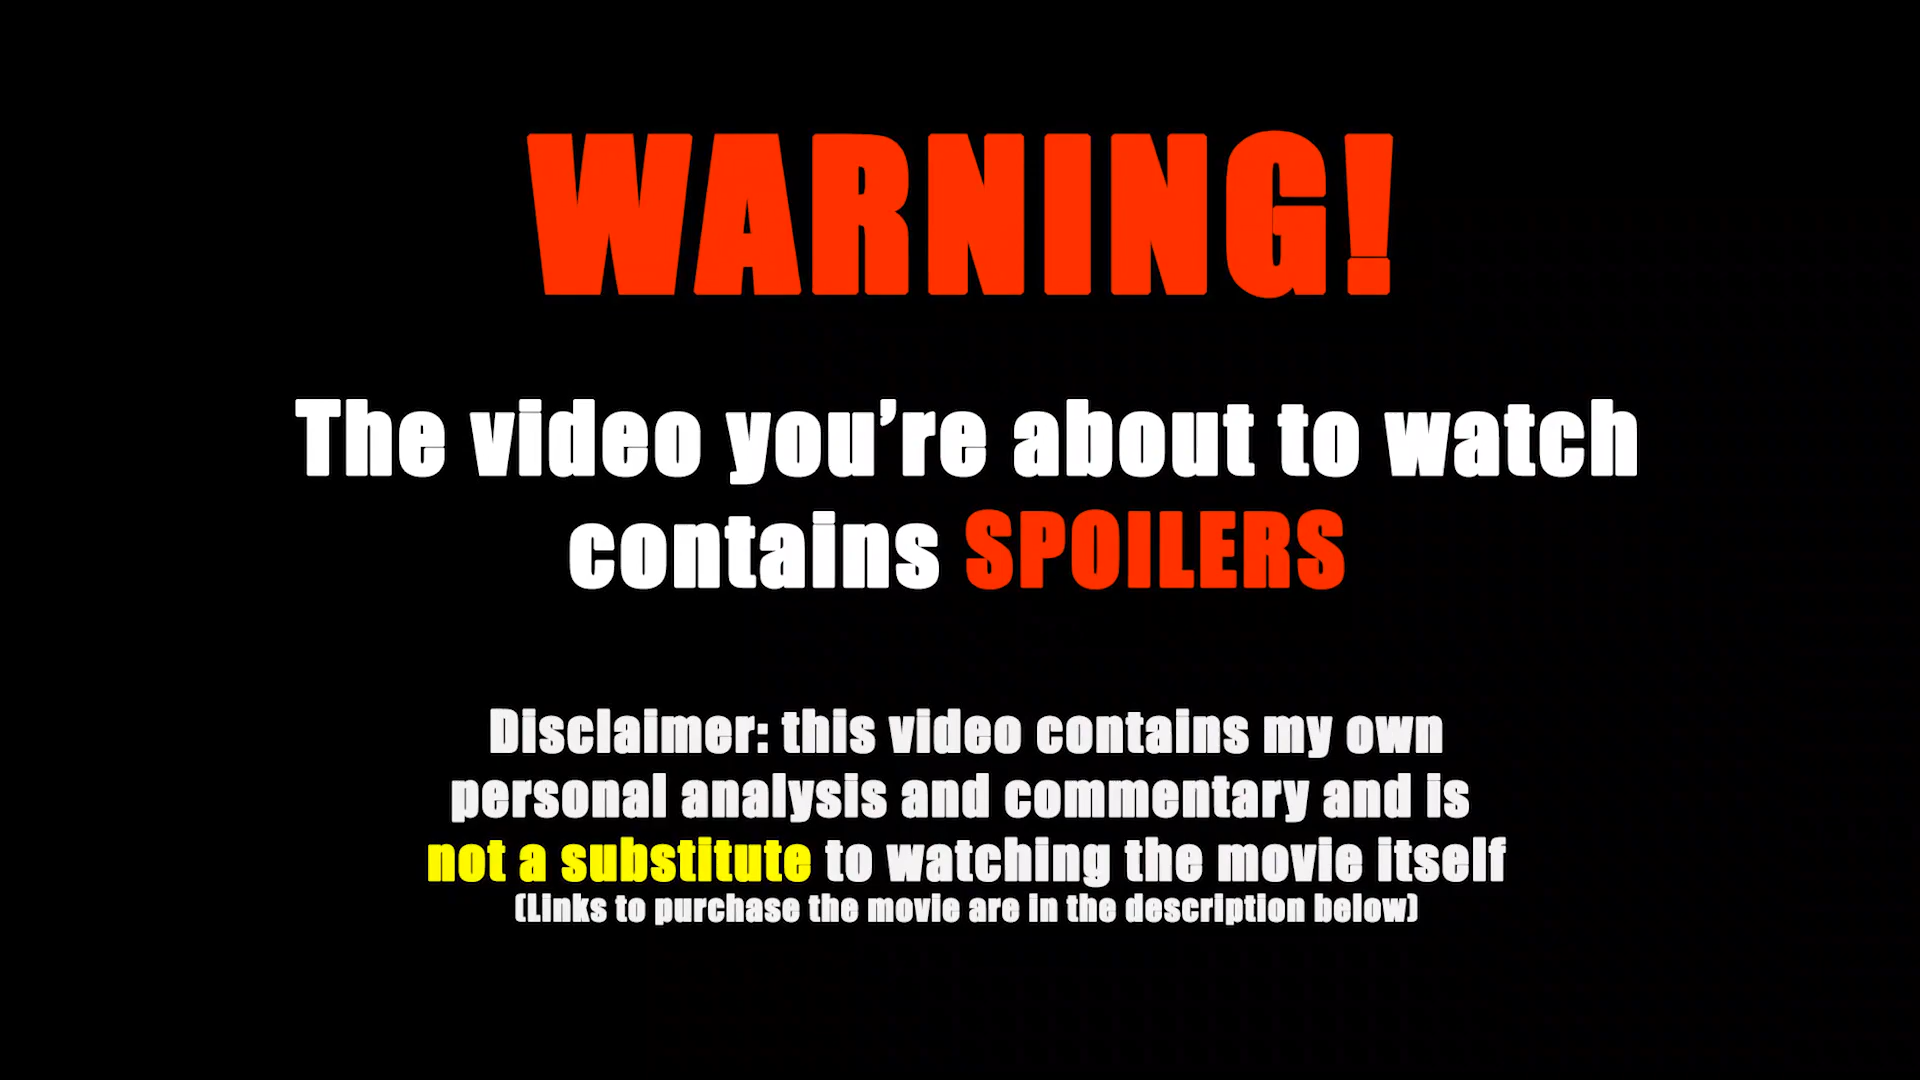 WARNING!
The video you’re about to watch
contains SPOILERS
Disclaimer: this video contains my own
personal analysis and commentary and is
not a substitute to watching the movie itself
(Links to purchase the movie are in the description below)